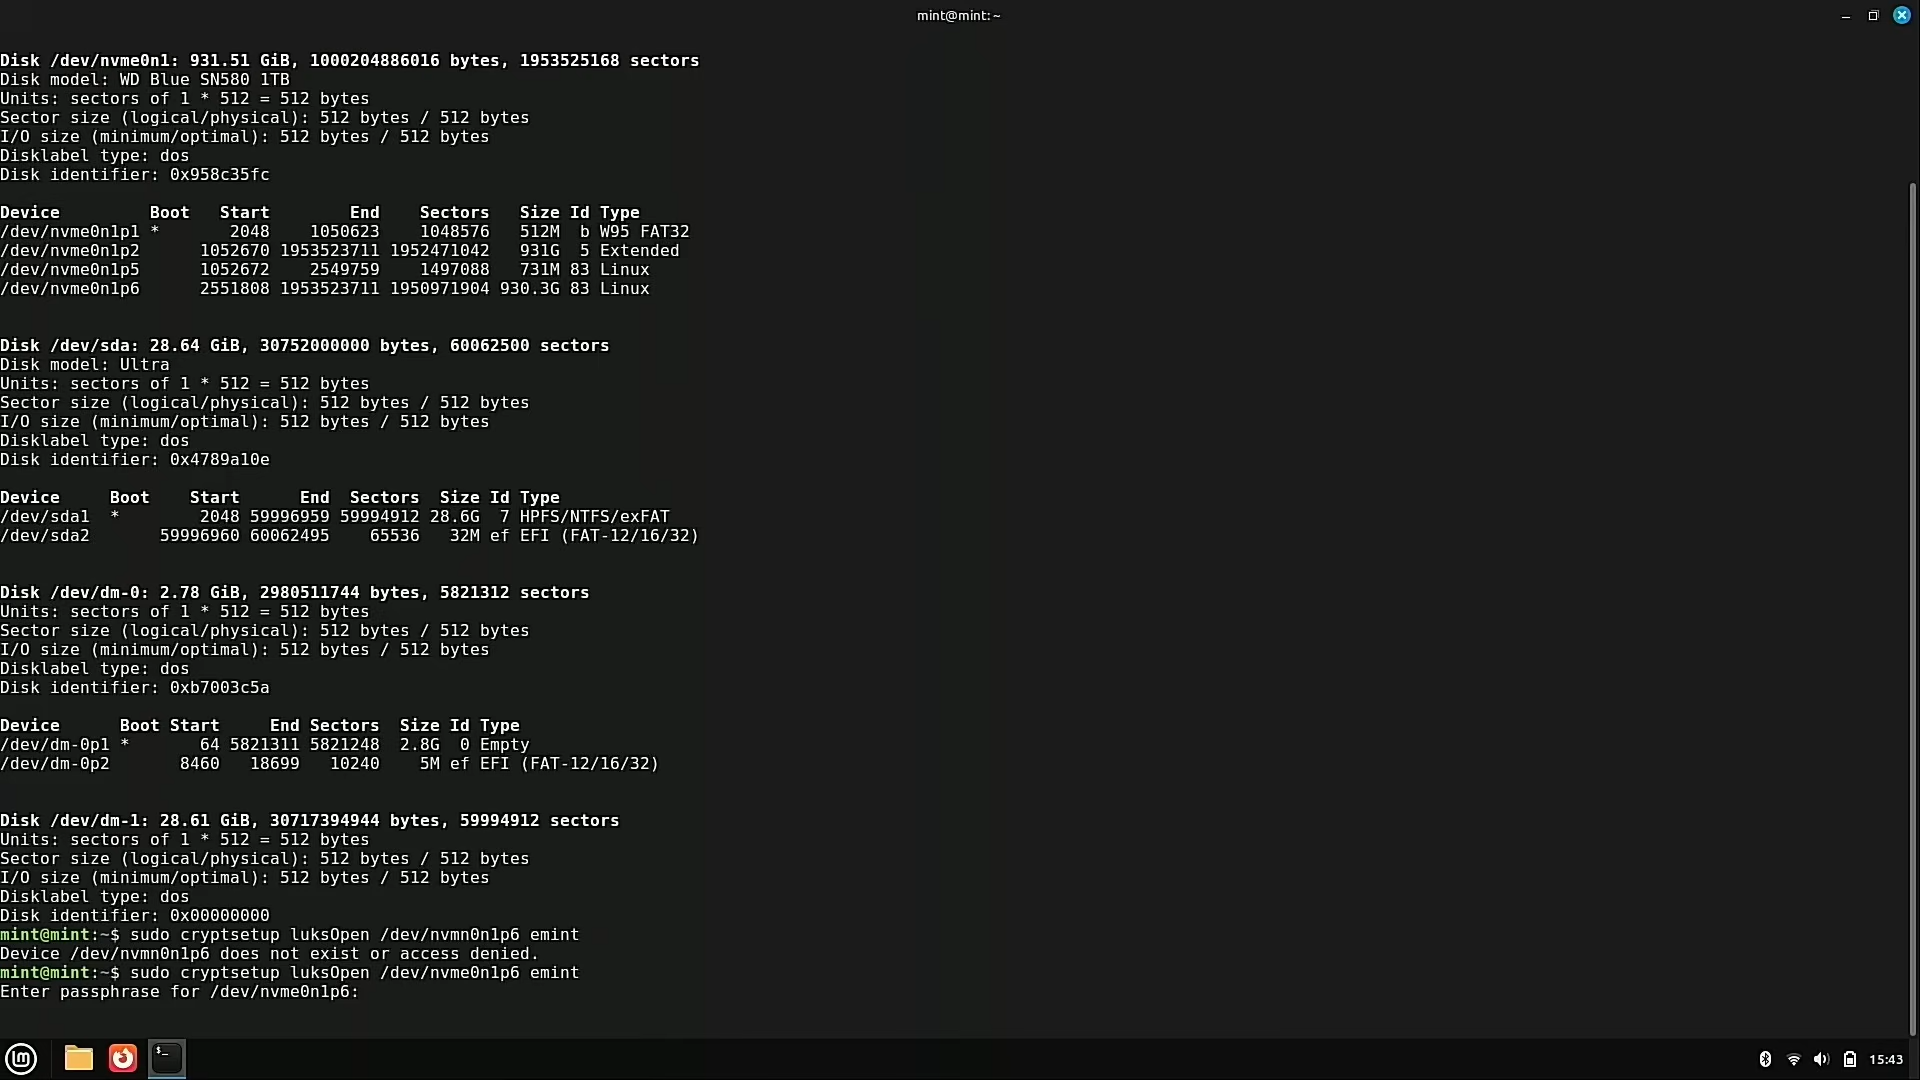 mint@mint: ~
Disk /dev/nvme0n1: 931.51 GiB, 1000204886016 bytes, 1953525168 sectors
Disk model: WD Blue SN580 1TB
Units: sectors of 1 * 512 = 512 bytes
Sector size (logical/physical): 512 bytes / 512 bytes
I/O size (minimum/optimal): 512 bytes / 512 bytes
Disklabel type: dos
Disk identifier: 0x958c35fc
Device         Boot   Start        End    Sectors   Size Id Type
/dev/nvme0n1p1 *       2048    1050623    1048576   512M  b W95 FAT32
/dev/nvme0n1p2      1052670 1953523711 1952471042   931G  5 Extended
/dev/nvme0n1p5      1052672    2549759    1497088   731M 83 Linux
/dev/nvme0n1p6      2551808 1953523711 1950971904 930.3G 83 Linux
Disk /dev/sda: 28.64 GiB, 30752000000 bytes, 60062500 sectors
Disk model: Ultra
Units: sectors of 1 * 512 = 512 bytes
Sector size (logical/physical): 512 bytes / 512 bytes
I/O size (minimum/optimal): 512 bytes / 512 bytes
Disklabel type: dos
Disk identifier: 0x4789a10e
Device     Boot    Start      End  Sectors  Size Id Type
/dev/sda1  *        2048 59996959 59994912 28.6G  7 HPFS/NTFS/exFAT
/dev/sda2       59996960 60062495    65536   32M ef EFI (FAT-12/16/32)
Disk /dev/dm-0: 2.78 GiB, 2980511744 bytes, 5821312 sectors
Units: sectors of 1 * 512 = 512 bytes
Sector size (logical/physical): 512 bytes / 512 bytes
I/O size (minimum/optimal): 512 bytes / 512 bytes
Disklabel type: dos
Disk identifier: 0xb7003c5a
Device      Boot Start     End Sectors  Size Id Type
/dev/dm-0p1 *       64 5821311 5821248  2.8G  0 Empty
/dev/dm-0p2       8460   18699   10240    5M ef EFI (FAT-12/16/32)
Disk /dev/dm-1: 28.61 GiB, 30717394944 bytes, 59994912 sectors
Units: sectors of 1 * 512 = 512 bytes
Sector size (logical/physical): 512 bytes / 512 bytes
I/O size (minimum/optimal): 512 bytes / 512 bytes
Disklabel type: dos
Disk identifier: 0x00000000
mint@mint:~$ sudo cryptsetup luksOpen /dev/nvmn0n1p6 emint
Device /dev/nvmn0n1p6 does not exist or access denied.
mint@mint:~$ sudo cryptsetup luksOpen /dev/nvme0n1p6 emint
Enter passphrase for /dev/nvme0n1p6:
15:43